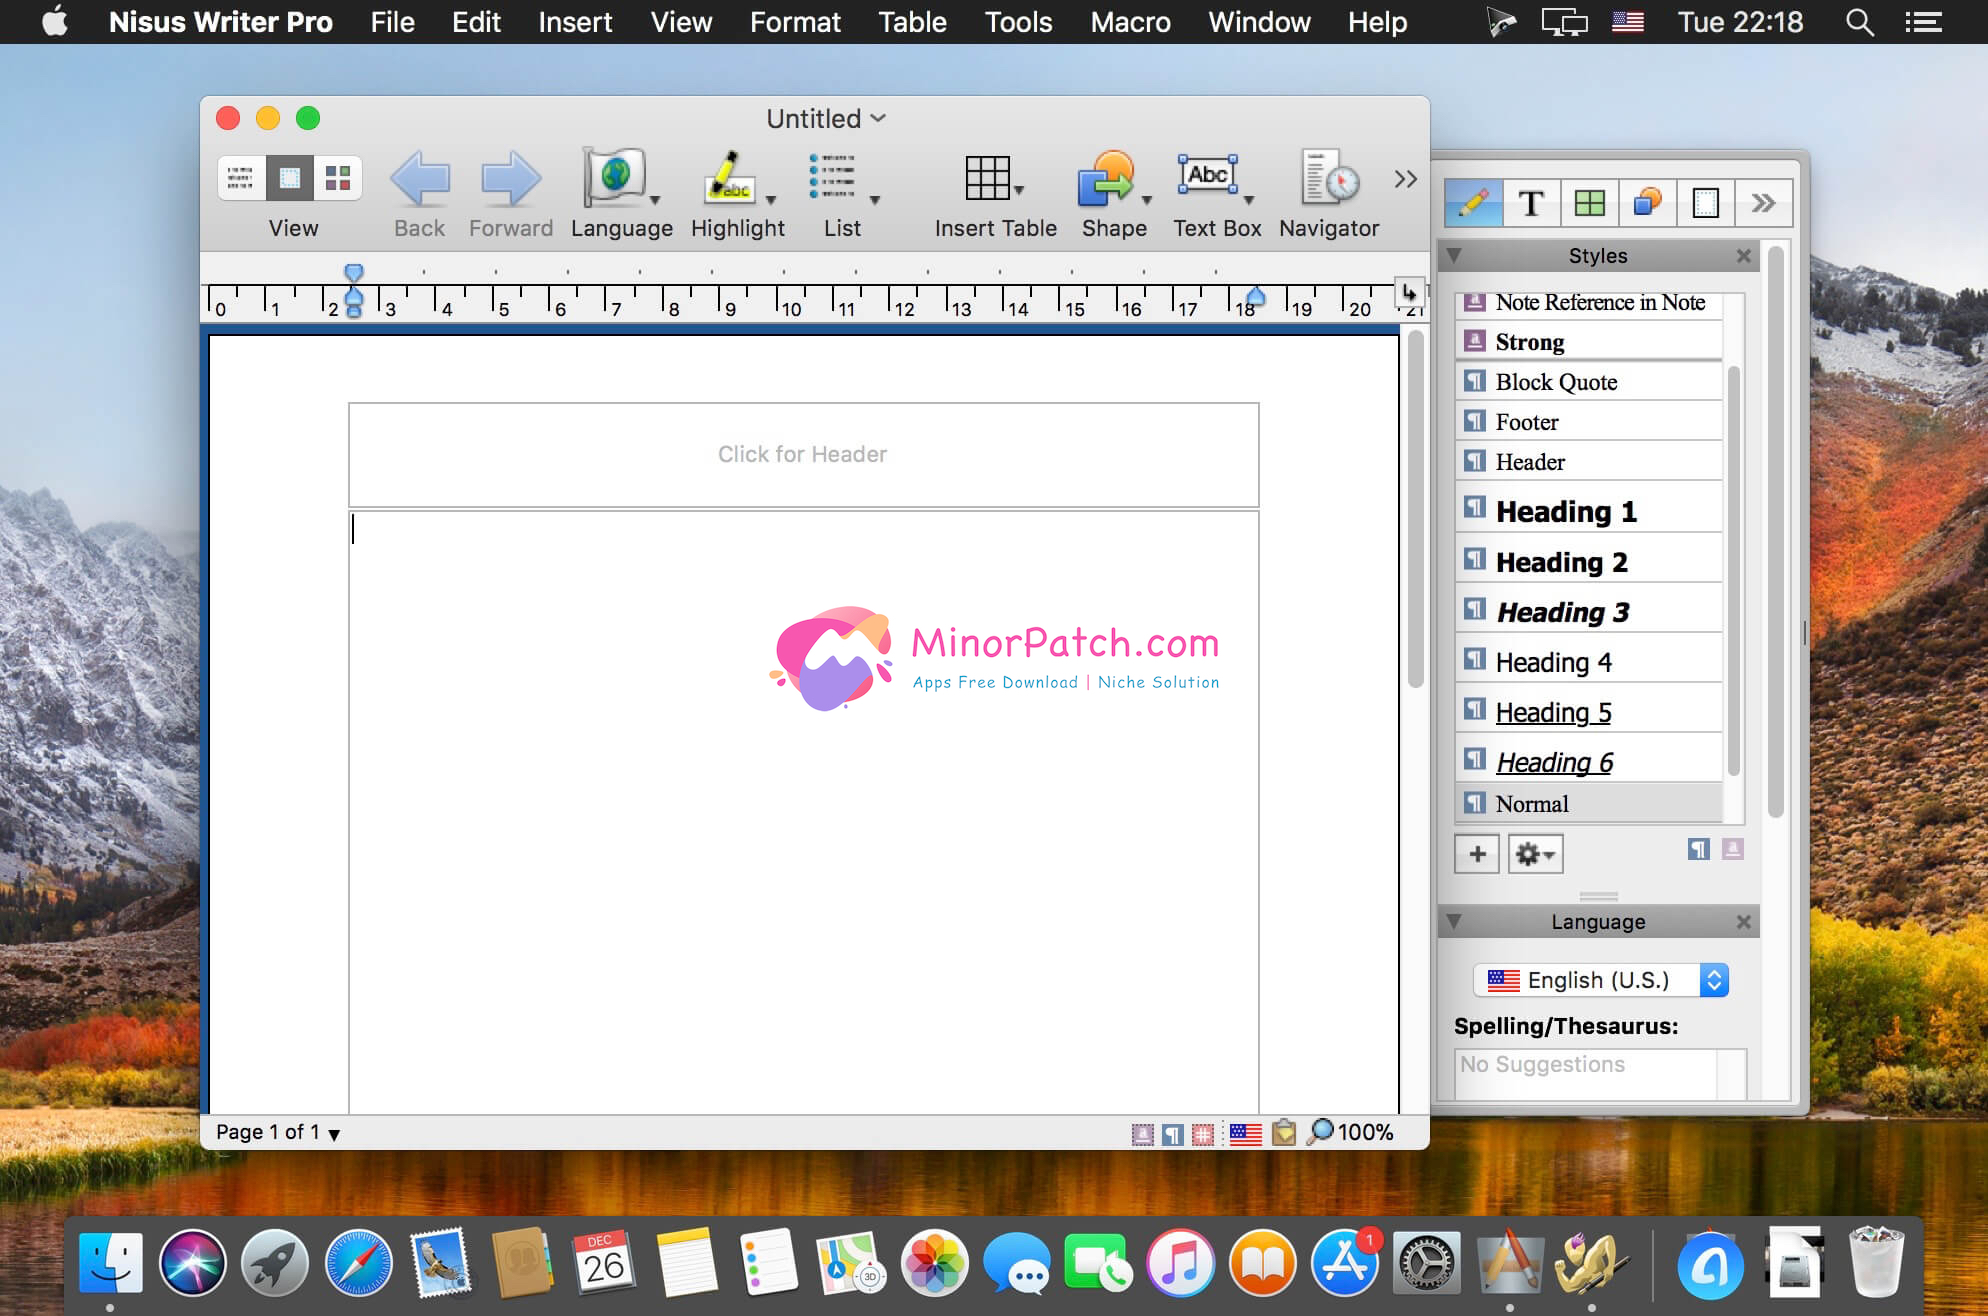 Nisus Writer Pro File Edit Insert View Format Table Tools Macro Window Help Tue 22:18
Untitled
View Back Forward Language Highlight List Insert Table Shape Text Box Navigator
abc
Abc
T
0 1 2 3 4 5 6 7 8 9 10 11 12 13 14 15 16 17 18 19 20 21
Click for Header
MinorPatch.com
Apps Free Download | Niche Solution
Page 1 of 1
100%
Styles
Note Reference in Note
Strong
Block Quote
Footer
Header
Heading 1
Heading 2
Heading 3
Heading 4
Heading 5
Heading 6
Normal
Language
English (U.S.)
Spelling/Thesaurus:
No Suggestions
DEC
26
3D
1